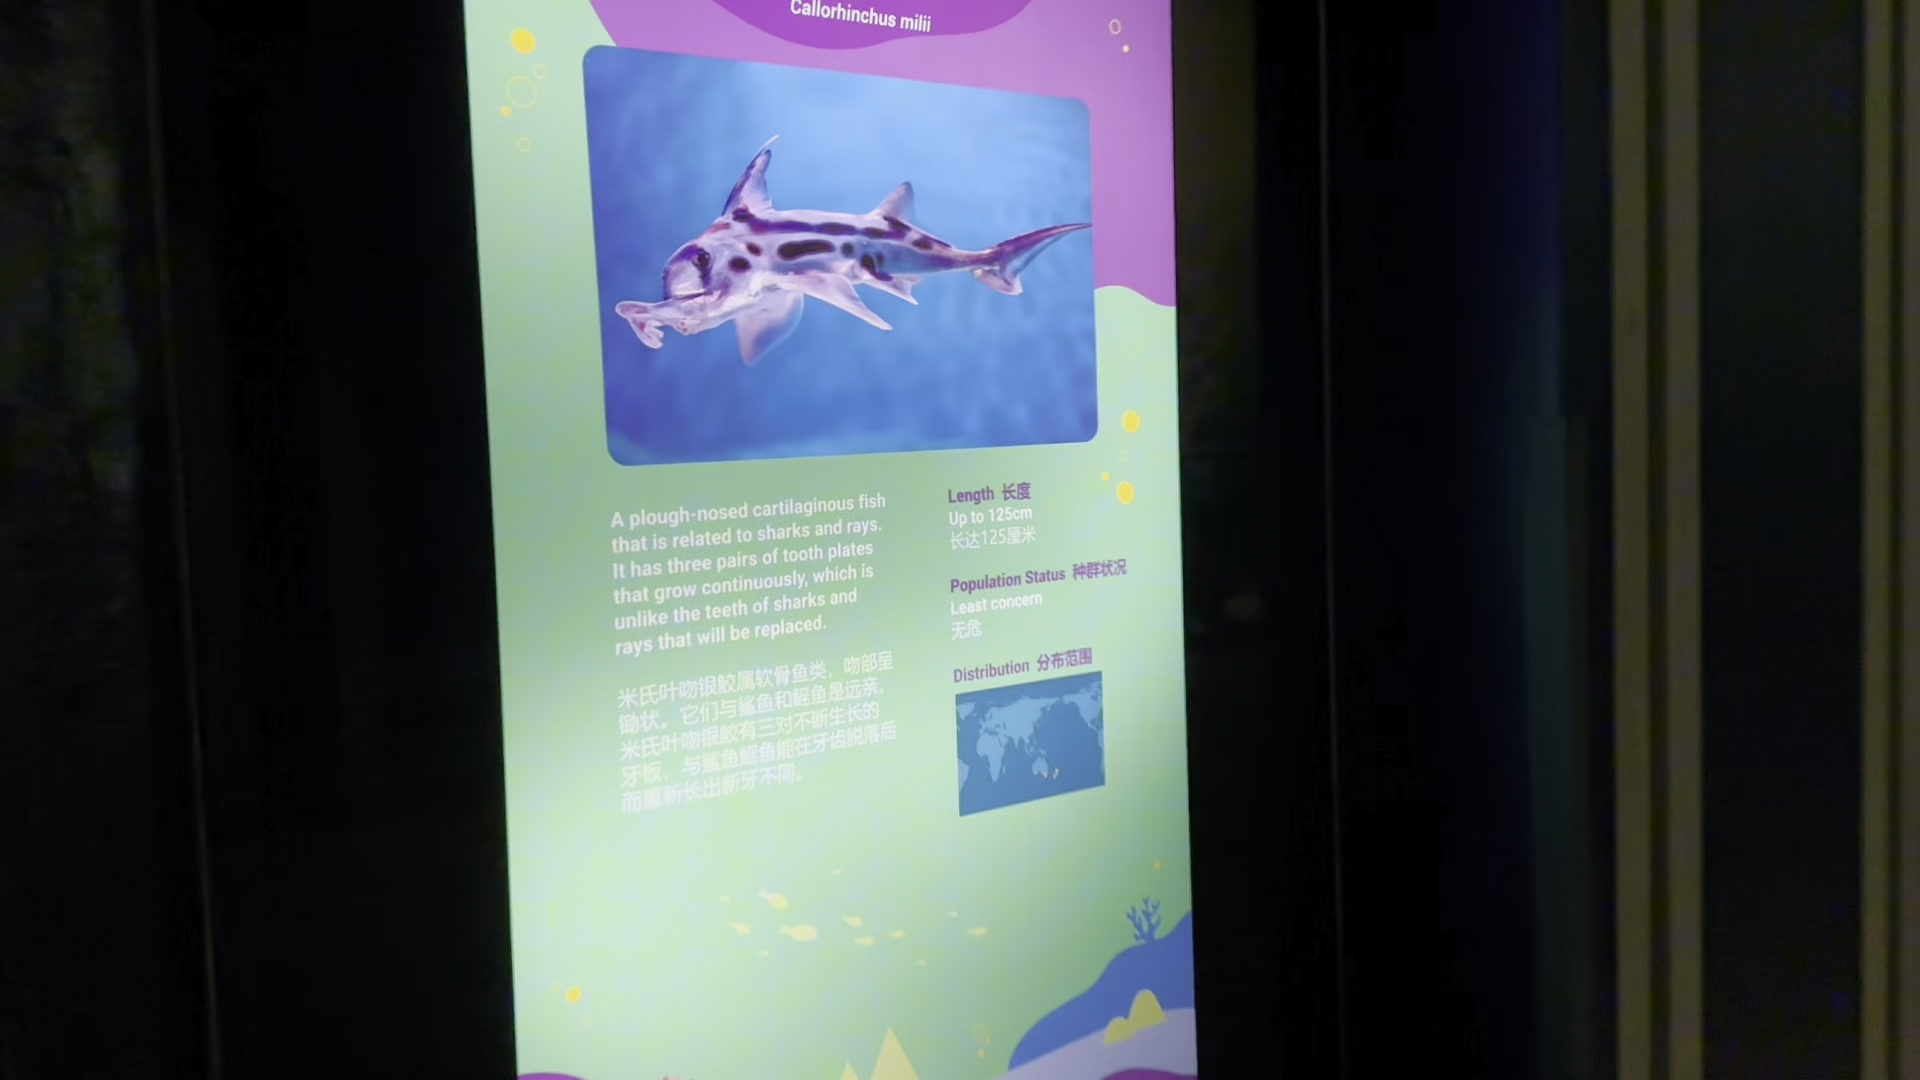 Callorhinchus milii
A plough-nosed cartilaginous fish
that is related to sharks and rays.
It has three pairs of tooth plates
that grow continuously, which is
unlike the teeth of sharks and
rays that will be replaced.
米氏叶吻银鲛属软骨鱼类，吻部呈
锄状。它们与鲨鱼和鳐鱼是远亲。
米氏叶吻银鲛有三对不断生长的
牙板，与鲨鱼鳐鱼能在牙齿脱落后
而重新长出新牙不同。
Length 长度
Up to 125cm
长达125厘米
Population Status 种群状况
Least concern
无危
Distribution 分布范围